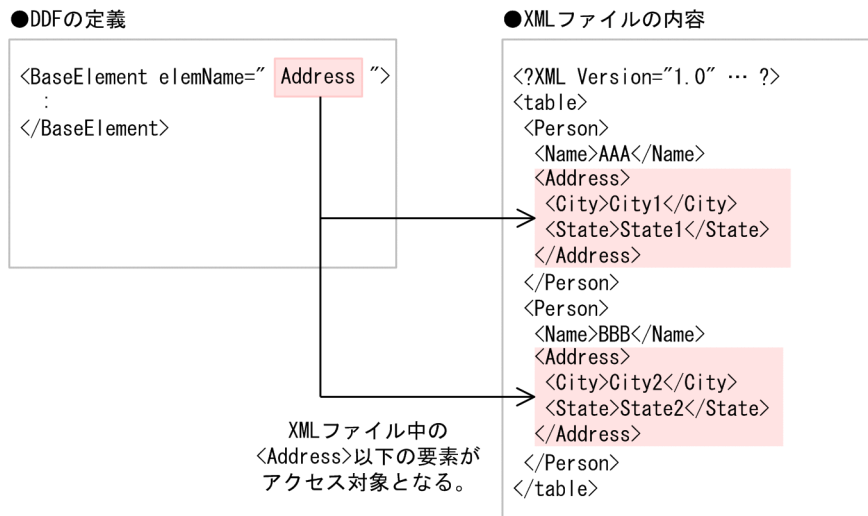 ●DDFの定義
<BaseElement elemName=" Address ">
:
</BaseElement>
●XMLファイルの内容
<?XML Version="1.0" … ?>
<table>
<Person>
<Name>AAA</Name>
<Address>
<City>City1</City>
<State>State1</State>
</Address>
</Person>
<Person>
<Name>BBB</Name>
<Address>
<City>City2</City>
<State>State2</State>
</Address>
</Person>
</table>
XMLファイル中の
<Address>以下の要素が
アクセス対象となる。